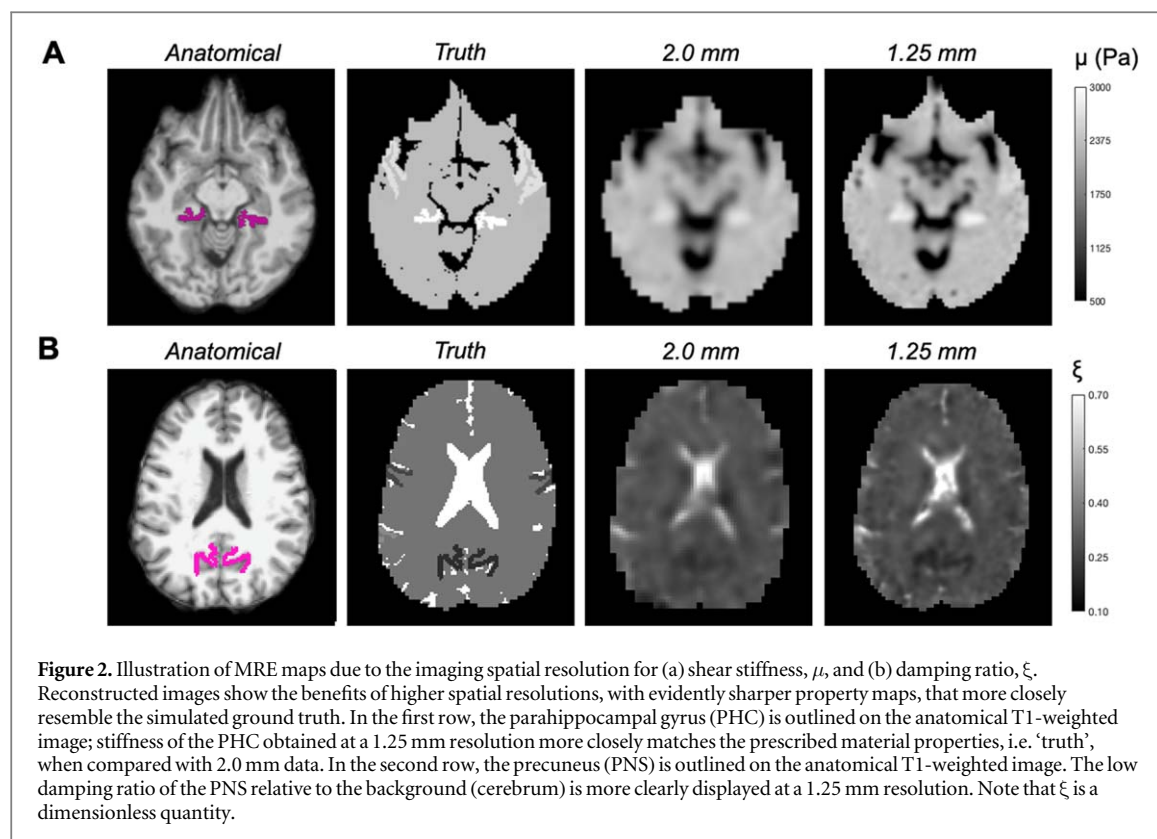 A
Anatomical
Truth
2.0 mm
1.25 mm
μ (Pa)
3000
2375
1750
1125
500
B
Anatomical
Truth
2.0 mm
1.25 mm
ξ
0.70
0.55
0.40
0.25
0.10
Figure 2. Illustration of MRE maps due to the imaging spatial resolution for (a) shear stiffness, μ, and (b) damping ratio, ξ.
Reconstructed images show the benefits of higher spatial resolutions, with evidently sharper property maps, that more closely
resemble the simulated ground truth. In the first row, the parahippocampal gyrus (PHC) is outlined on the anatomical T1-weighted
image; stiffness of the PHC obtained at a 1.25 mm resolution more closely matches the prescribed material properties, i.e. ‘truth’,
when compared with 2.0 mm data. In the second row, the precuneus (PNS) is outlined on the anatomical T1-weighted image. The low
damping ratio of the PNS relative to the background (cerebrum) is more clearly displayed at a 1.25 mm resolution. Note that ξ is a
dimensionless quantity.